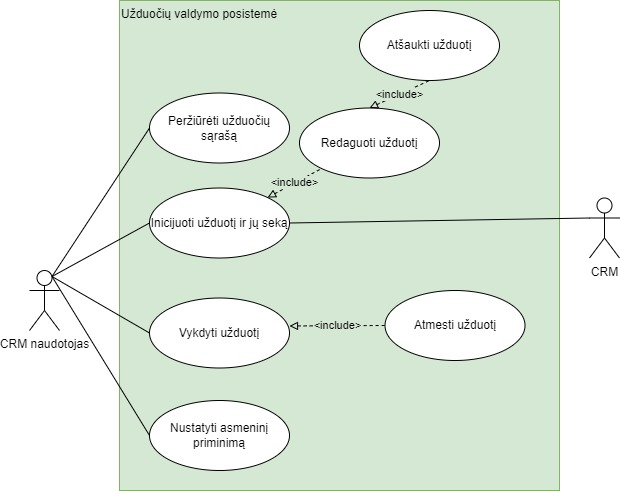 Užduočių valdymo posistemė
Atšaukti užduotį
<include>
Peržiūrėti užduočių
sąrašą
Redaguoti užduotį
<include>
Inicijuoti užduotį ir jų seką
CRM
CRM naudotojas
Vykdyti užduotį
<include>
Atmesti užduotį
Nustatyti asmeninį
priminimą